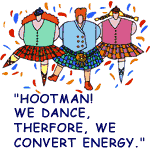 "HOOTMAN!
WE DANCE,
THERFORE, WE
CONVERT ENERGY."